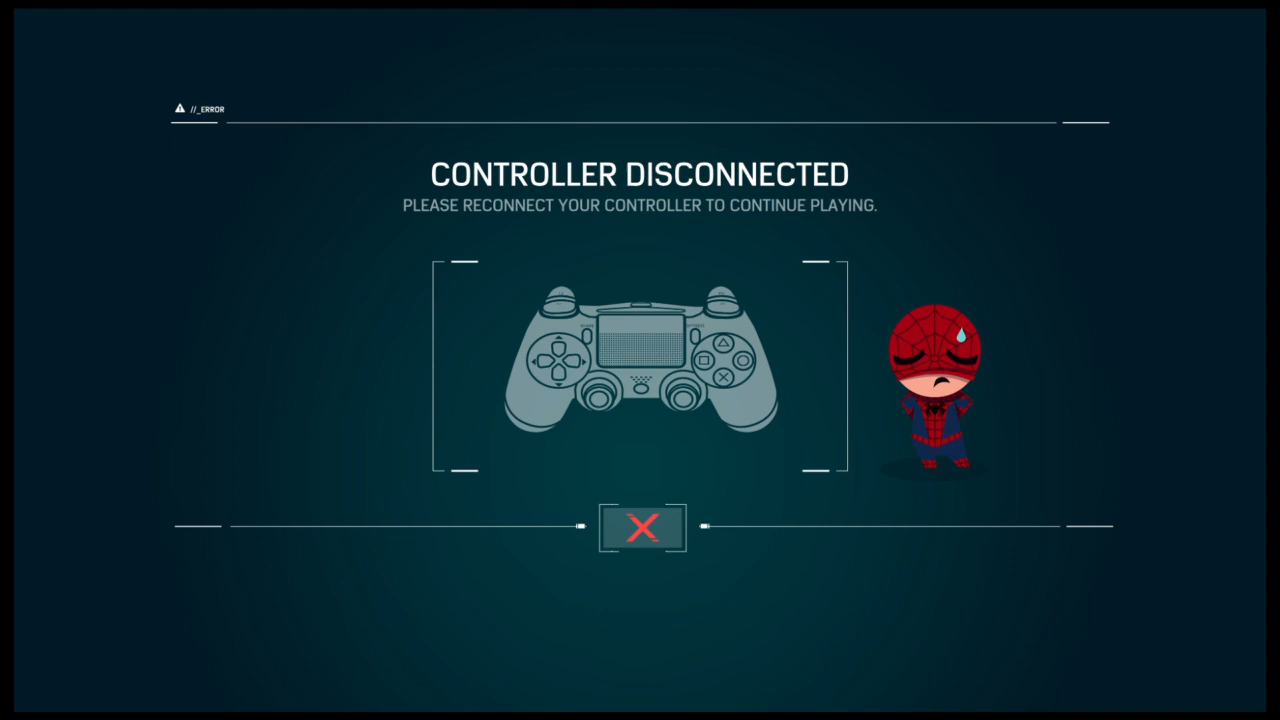 //_ERROR
CONTROLLER DISCONNECTED
PLEASE RECONNECT YOUR CONTROLLER TO CONTINUE PLAYING.